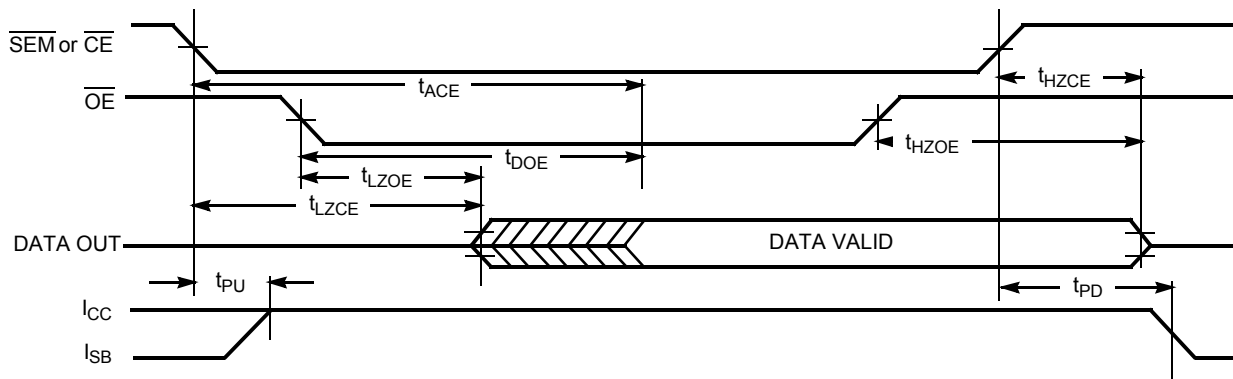 SEM or CE
tACE
tHZCE
OE
tHZOE
tDOE
tLZOE
tLZCE
DATA OUT
DATA VALID
tPU
tPD
ICC
ISB